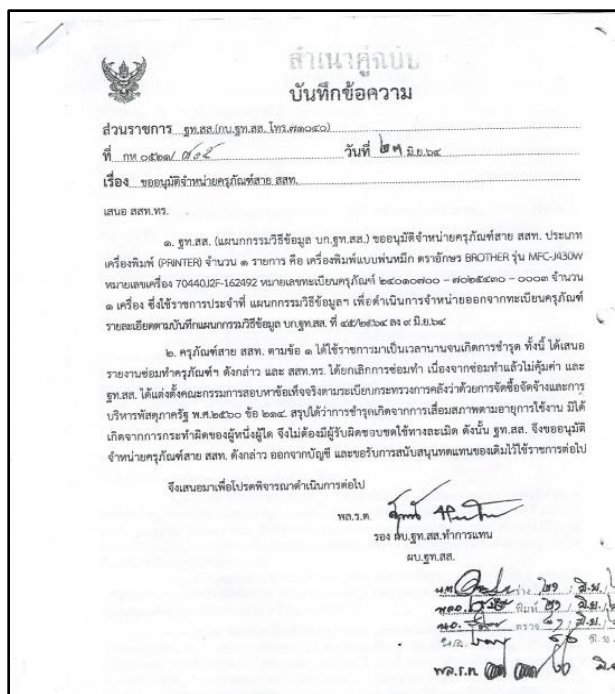 สำเนาคู่ฉบับ
บันทึกข้อความ
ส่วนราชการ ฐท.สส.(กบ.ฐท.สส. โทร.๗๑๐๔๐)
ที่ กห ๐๕๒๑/ วันที่ มิ.ย.๖๔
เรื่อง ขออนุมัติจำหน่ายครุภัณฑ์สาย สสท.
เสนอ สสท.ทร.
๑. ฐท.สส. (แผนกกรรมวิธีข้อมูล บก.ฐท.สส.) ขออนุมัติจำหน่ายครุภัณฑ์สาย สสท. ประเภท
เครื่องพิมพ์ (PRINTER) จำนวน ๑ รายการ คือ เครื่องพิมพ์แบบพ่นหมึก ตราอักษร BROTHER รุ่น MFC-J430W
หมายเลขเครื่อง 70440J2F-162492 หมายเลขทะเบียนครุภัณฑ์ ๒๔๐๑๐๗๐๐ - ๗๐๒๕๔๓๐ - ๐๐๐๓ จำนวน
๑ เครื่อง ซึ่งใช้ราชการประจำที่ แผนกกรรมวิธีข้อมูลฯ เพื่อดำเนินการจำหน่ายออกจากทะเบียนครุภัณฑ์
รายละเอียดตามบันทึกแผนกกรรมวิธีข้อมูล บก.ฐท.สส. ที่ ๔๕/๒๕๖๔ ลง ๙ มิ.ย.๖๔
๒. ครุภัณฑ์สาย สสท. ตามข้อ ๑ ได้ใช้ราชการมาเป็นเวลานานจนเกิดการชำรุด ทั้งนี้ ได้เสนอ
รายงานซ่อมทำครุภัณฑ์ฯ ดังกล่าว และ สสท.ทร. ได้ยกเลิกการซ่อมทำ เนื่องจากซ่อมทำแล้วไม่คุ้มค่า และ
ฐท.สส. ได้แต่งตั้งคณะกรรมการสอบหาข้อเท็จจริงตามระเบียบกระทรวงการคลังว่าด้วยการจัดซื้อจัดจ้างและการ
บริหารพัสดุภาครัฐ พ.ศ.๒๕๖๐ ข้อ ๒๑๔. สรุปได้ว่าการชำรุดเกิดจากการเสื่อมสภาพตามอายุการใช้งาน มิได้
เกิดจากการกระทำผิดของผู้หนึ่งผู้ใด จึงไม่ต้องมีผู้รับผิดชอบชดใช้ทางละเมิด ดังนั้น ฐท.สส. จึงขออนุมัติ
จำหน่ายครุภัณฑ์สาย สสท. ดังกล่าว ออกจากบัญชี และขอรับการสนับสนุนทดแทนของเดิมไว้ใช้ราชการต่อไป
จึงเสนอมาเพื่อโปรดพิจารณาดำเนินการต่อไป
พล.ร.ต.
รอง ผบ.ฐท.สส.ทำการแทน
ผบ.ฐท.สส.
ร่าง
พิมพ์
ตรวจ
พล.ร.ต.